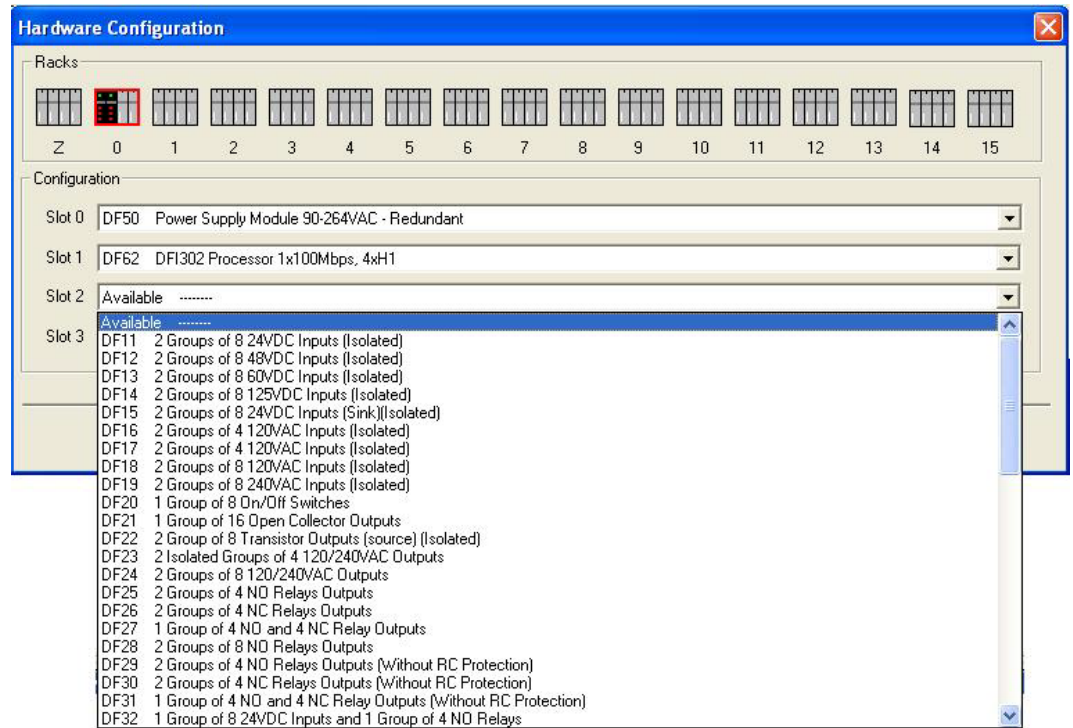 Hardware Configuration
Racks
Z 0 1 2 3 4 5 6 7 8 9 10 11 12 13 14 15
Configuration
Slot 0 DF50 Power Supply Module 90-264VAC - Redundant
Slot 1 DF62 DFI302 Processor 1x100Mbps, 4xH1
Slot 2 Available --------
Slot 3
Available --------
DF11 2 Groups of 8 24VDC Inputs (Isolated)
DF12 2 Groups of 8 48VDC Inputs (Isolated)
DF13 2 Groups of 8 60VDC Inputs (Isolated)
DF14 2 Groups of 8 125VDC Inputs (Isolated)
DF15 2 Groups of 8 24VDC Inputs (Sink)(Isolated)
DF16 2 Groups of 4 120VAC Inputs (Isolated)
DF17 2 Groups of 4 120VAC Inputs (Isolated)
DF18 2 Groups of 8 120VAC Inputs (Isolated)
DF19 2 Groups of 8 240VAC Inputs (Isolated)
DF20 1 Group of 8 On/Off Switches
DF21 1 Group of 16 Open Collector Outputs
DF22 2 Group of 8 Transistor Outputs (source) (Isolated)
DF23 2 Isolated Groups of 4 120/240VAC Outputs
DF24 2 Groups of 8 120/240VAC Outputs
DF25 2 Groups of 4 NO Relays Outputs
DF26 2 Groups of 4 NC Relays Outputs
DF27 1 Group of 4 NO and 4 NC Relay Outputs
DF28 2 Groups of 8 NO Relays Outputs
DF29 2 Groups of 4 NO Relays Outputs (Without RC Protection)
DF30 2 Groups of 4 NC Relays Outputs (Without RC Protection)
DF31 1 Group of 4 NO and 4 NC Relay Outputs (Without RC Protection)
DF32 1 Group of 8 24VDC Inputs and 1 Group of 4 NO Relays